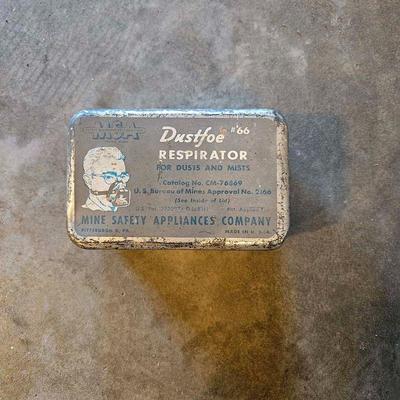 MSA
Dustfoe #66
RESPIRATOR
FOR DUSTS AND MISTS
Catalog No. CM-76869
U. S. Bureau of Mines Approval No. 2166
(See Inside of Lid)
MINE SAFETY APPLIANCES COMPANY
PITTSBURGH 8, PA.
MADE IN U. S. A.